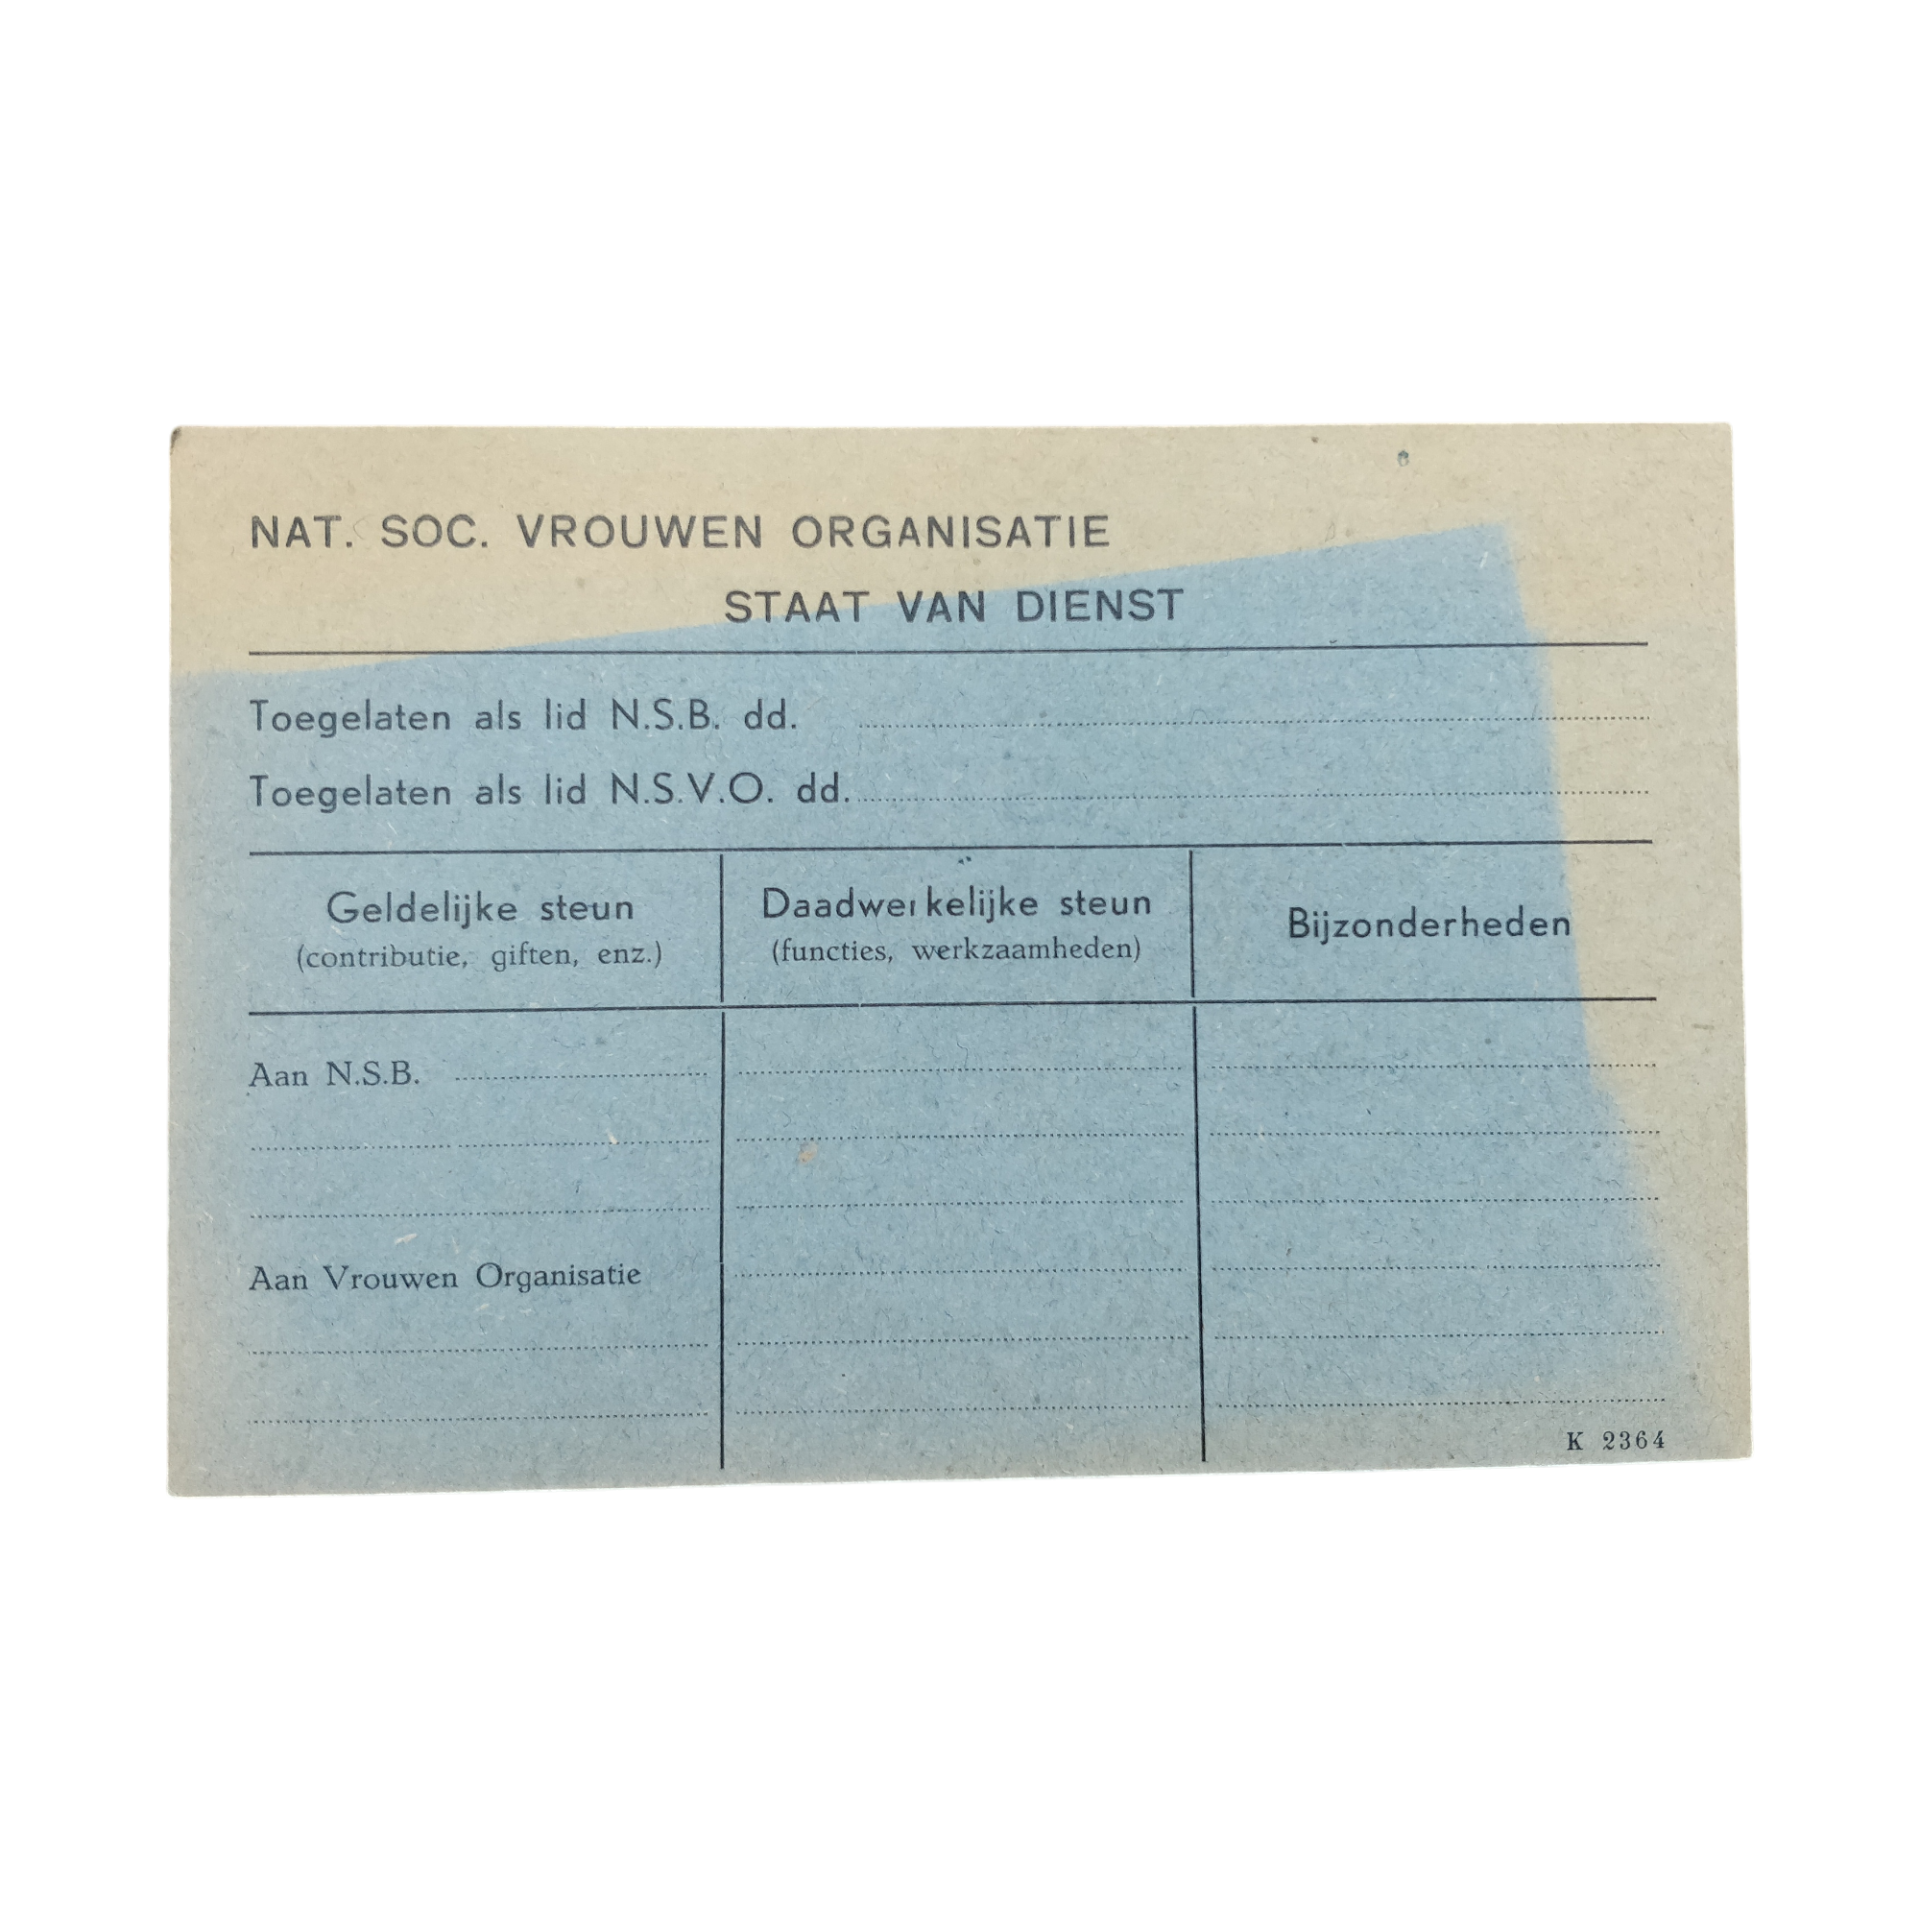 NAT. SOC. VROUWEN ORGANISATIE
STAAT VAN DIENST
Toegelaten als lid N.S.B. dd.
Toegelaten als lid N.S.V.O. dd.
Geldelijke steun
(contributie, giften, enz.)
Daadwerkelijke steun
(functies, werkzaamheden)
Bijzonderheden
Aan N.S.B.
Aan Vrouwen Organisatie
K 2364